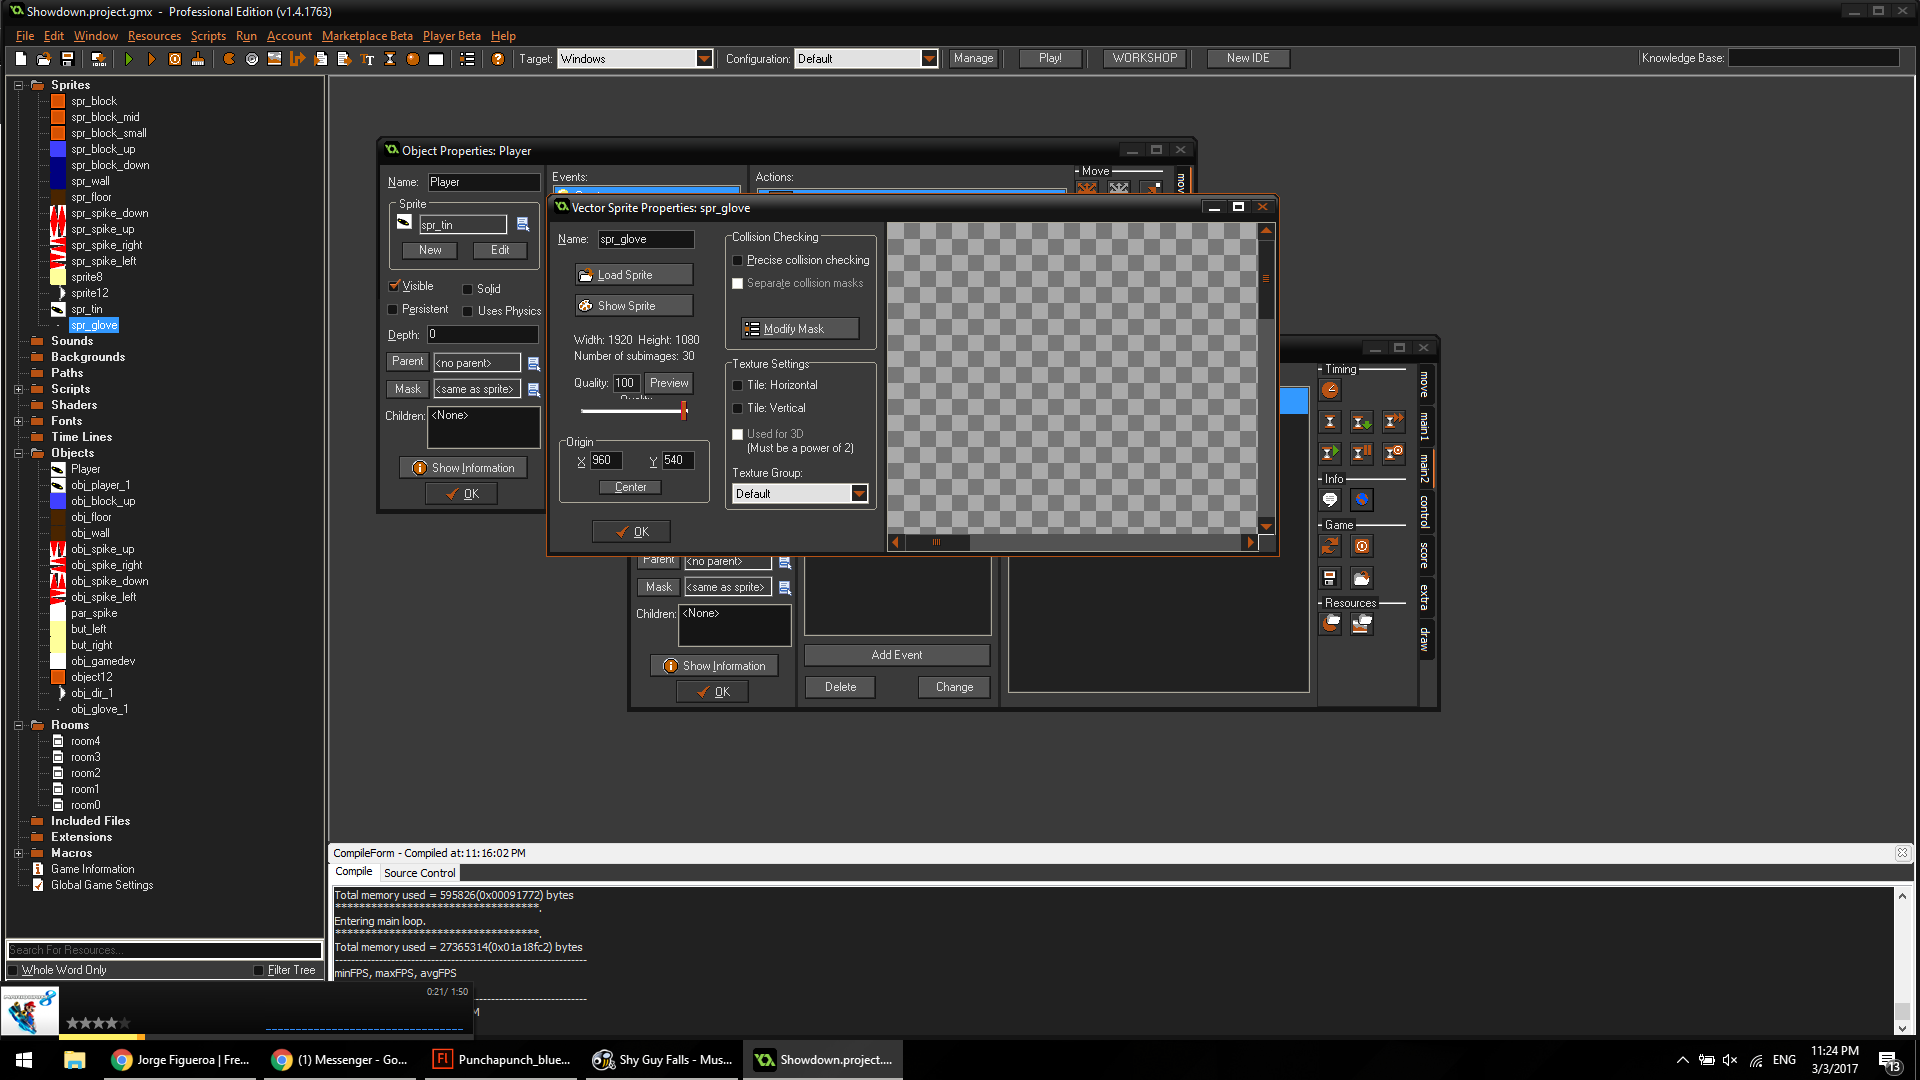 Showdown.project.gmx - Professional Edition (v1.4.1763)
File Edit Window Resources Scripts Run Account Marketplace Beta Player Beta Help
Target: Windows Configuration: Default Manage Play! WORKSHOP New IDE Knowledge Base:
Sprites
spr_block
spr_block_mid
spr_block_small
spr_block_up
spr_block_down
spr_wall
spr_floor
spr_spike_down
spr_spike_up
spr_spike_right
spr_spike_left
sprite8
sprite12
spr_tin
spr_glove
Sounds
Backgrounds
Paths
Scripts
Shaders
Fonts
Time Lines
Objects
Player
obj_player_1
obj_block_up
obj_floor
obj_wall
obj_spike_up
obj_spike_right
obj_spike_down
obj_spike_left
par_spike
but_left
but_right
obj_gamedev
object12
obj_dir_1
obj_glove_1
Rooms
room4
room3
room2
room1
room0
Included Files
Extensions
Macros
Game Information
Global Game Settings
Search For Resources...
Whole Word Only Filter Tree
Object Properties: Player
Name: Player
Sprite
spr_tin
New Edit
Visible Solid
Persistent Uses Physics
Depth: 0
Parent <no parent>
Mask <same as sprite>
Children: <None>
Show Information
OK
Events:
Actions:
Move
move
Vector Sprite Properties: spr_glove
Name: spr_glove
Load Sprite
Show Sprite
Width: 1920 Height: 1080
Number of subimages: 30
Quality: 100 Preview
Quality
Origin
X 960 Y 540
Center
OK
Collision Checking
Precise collision checking
Separate collision masks
Modify Mask
Texture Settings
Tile: Horizontal
Tile: Vertical
Used for 3D
(Must be a power of 2)
Texture Group:
Default
Parent <no parent>
Mask <same as sprite>
Children: <None>
Show Information
OK
Add Event
Delete Change
Timing
Info
Game
Resources
move
main1
main2
control
score
extra
draw
CompileForm - Compiled at:11:16:02 PM
Compile Source Control
Total memory used = 595826(0x00091772) bytes
***********************************.
Entering main loop.
***********************************.
Total memory used = 27365314(0x01a18fc2) bytes
minFPS, maxFPS, avgFPS
0:21/ 1:50
Jorge Figueroa | Fre...
(1) Messenger - Go...
Punchapunch_blue...
Shy Guy Falls - Mus...
Showdown.project....
ENG
11:24 PM
3/3/2017
13